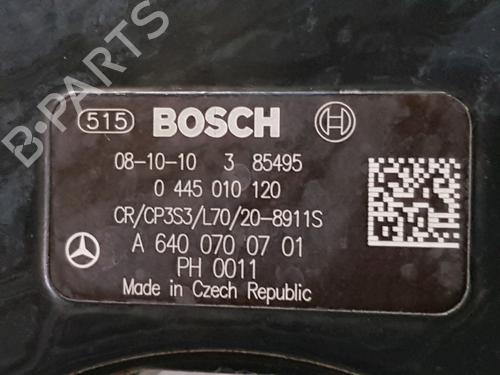 515 BOSCH
08-10-10 3 85495
0 445 010 120
CR/CP3S3/L70/20-8911S
A 640 070 07 01
PH 0011
Made in Czech Republic
B-PARTS